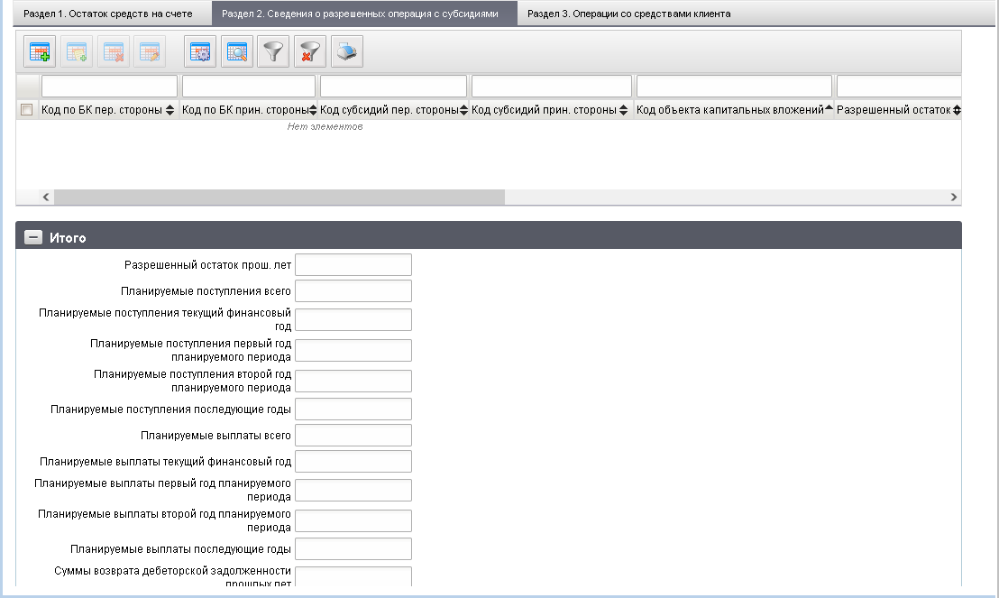 Раздел 1. Остаток средств на счете
Раздел 2. Сведения о разрешенных операция с субсидиями
Раздел 3. Операции со средствами клиента
Код по БК пер. стороны
Код по БК прин. стороны
Код субсидий пер. стороны
Код субсидий прин. стороны
Код объекта капитальных вложений
Разрешенный остаток
Нет элементов
Итого
Разрешенный остаток прош. лет
Планируемые поступления всего
Планируемые поступления текущий финансовый
год
Планируемые поступления первый год
планируемого периода
Планируемые поступления второй год
планируемого периода
Планируемые поступления последующие годы
Планируемые выплаты всего
Планируемые выплаты текущий финансовый год
Планируемые выплаты первый год планируемого
периода
Планируемые выплаты второй год планируемого
периода
Планируемые выплаты последующие годы
Суммы возврата дебеторской задолженности
прошлых лет